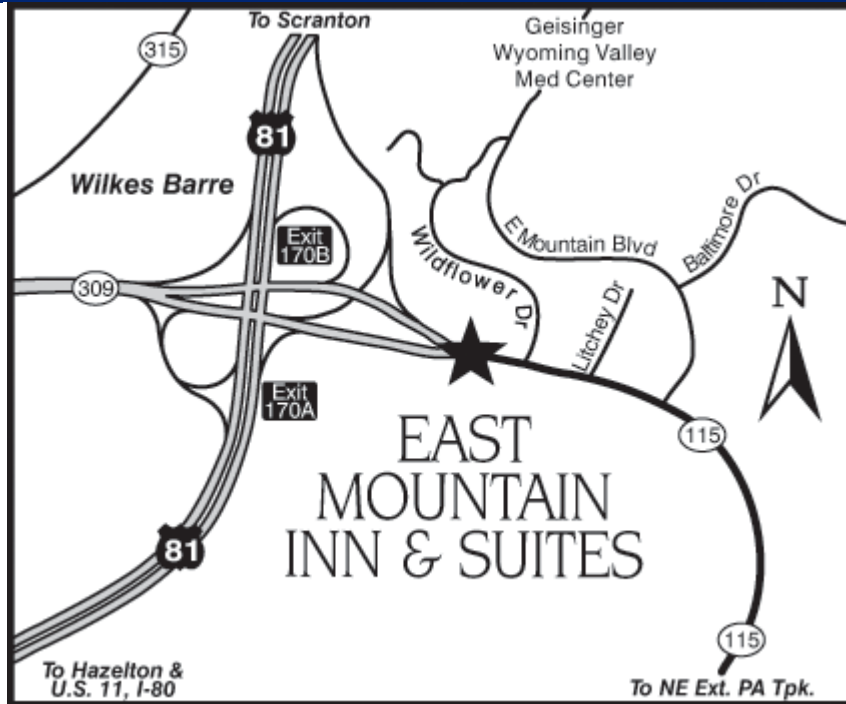 To Scranton
Geisinger
Wyoming Valley
Med Center
315
81
Wilkes Barre
Exit
170B
E Mountain Blvd
Baltimore Dr
Wildflower Dr
309
Litchey Dr
N
Exit
170A
EAST
MOUNTAIN
INN & SUITES
115
81
115
To Hazelton &
U.S. 11, I-80
To NE Ext. PA Tpk.